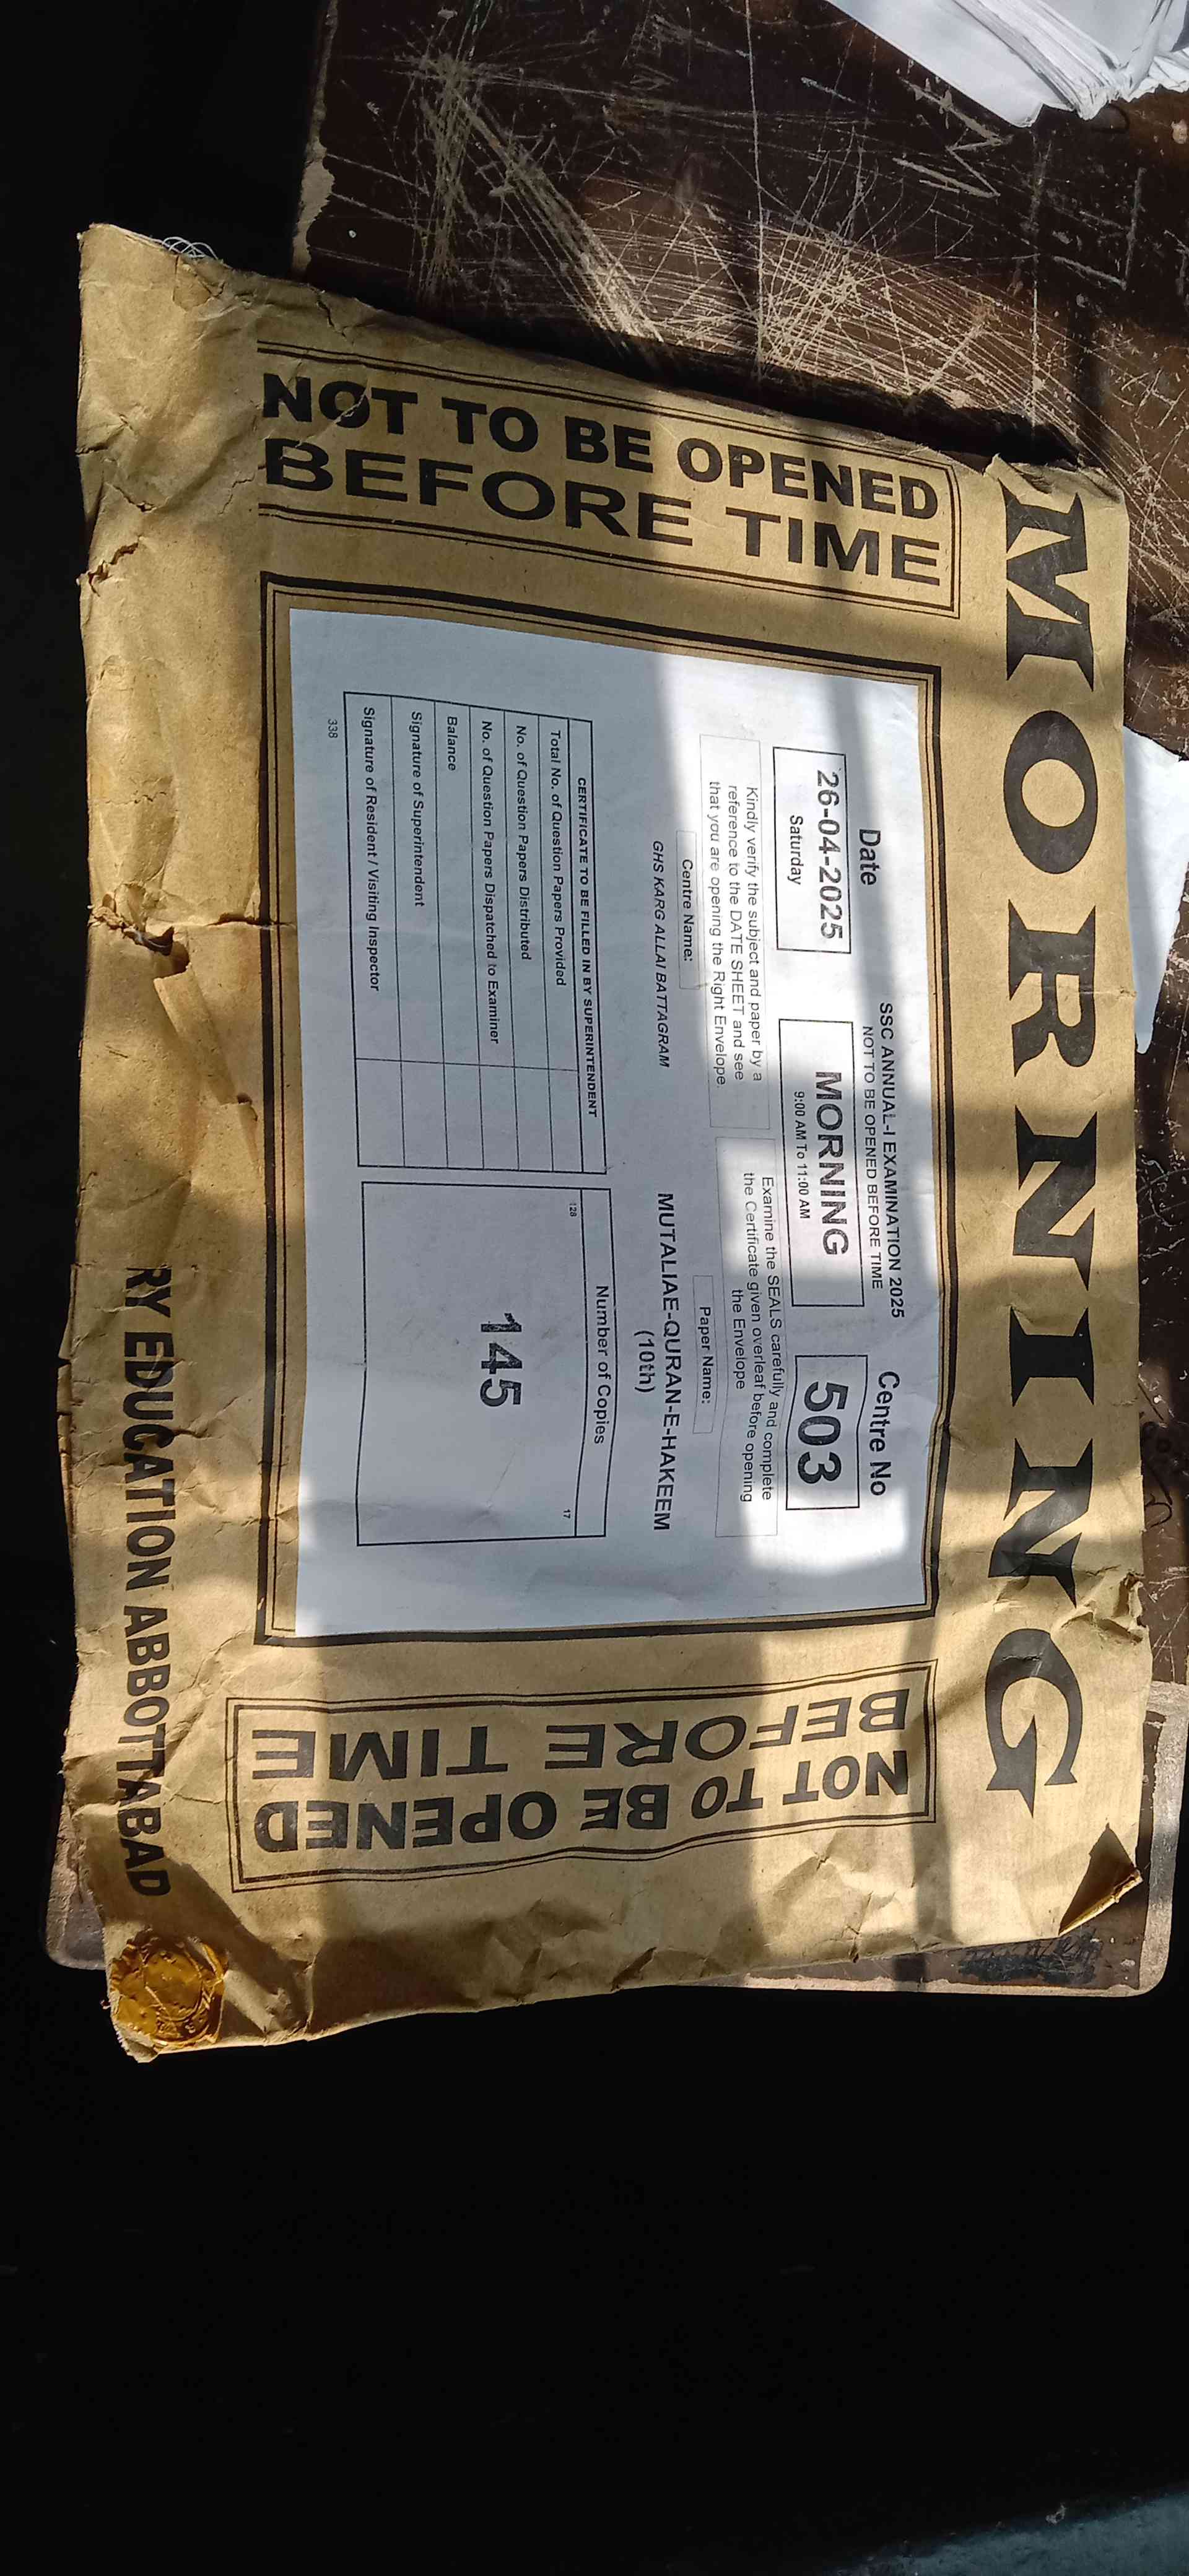 MORNING
NOT TO BE OPENED
BEFORE TIME
SSC ANNUAL-I EXAMINATION 2025
NOT TO BE OPENED BEFORE TIME
Date
26-04-2025
Saturday
MORNING
9:00 AM To 11:00 AM
Centre No
503
Kindly verify the subject and paper by a
reference to the DATE SHEET and see
that you are opening the Right Envelope.
Examine the SEALS carefully and complete
the Certificate given overleaf before opening
the Envelope
Centre Name:
GHS KARG ALLAI BATTAGRAM
Paper Name:
MUTALIAE-QURAN-E-HAKEEM
(10th)
CERTIFICATE TO BE FILLED IN BY SUPERINTENDENT
Total No. of Question Papers Provided
No. of Question Papers Distributed
No. of Question Papers Dispatched to Examiner
Balance
Signature of Superintendent
Signature of Resident / Visiting Inspector
338
Number of Copies
128
17
145
NOT TO BE OPENED
BEFORE TIME
RY EDUCATION ABBOTTABAD